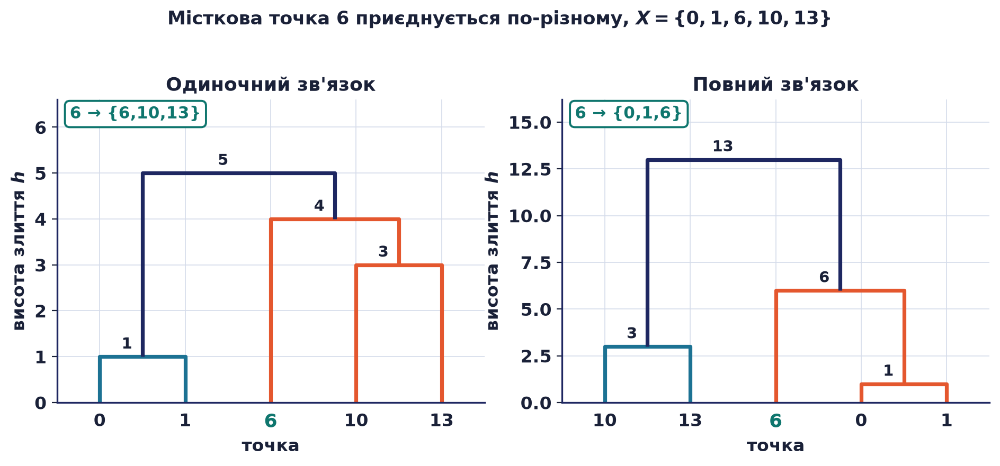 Місткова точка 6 приєднується по-різному, X = {0, 1, 6, 10, 13}
Одиночний зв'язок
6 → {6,10,13}
висота злиття h
6
5
4
3
2
1
0
5
4
3
1
0 1 6 10 13
точка
Повний зв'язок
6 → {0,1,6}
висота злиття h
15.0
12.5
10.0
7.5
5.0
2.5
0.0
13
6
3
1
10 13 6 0 1
точка